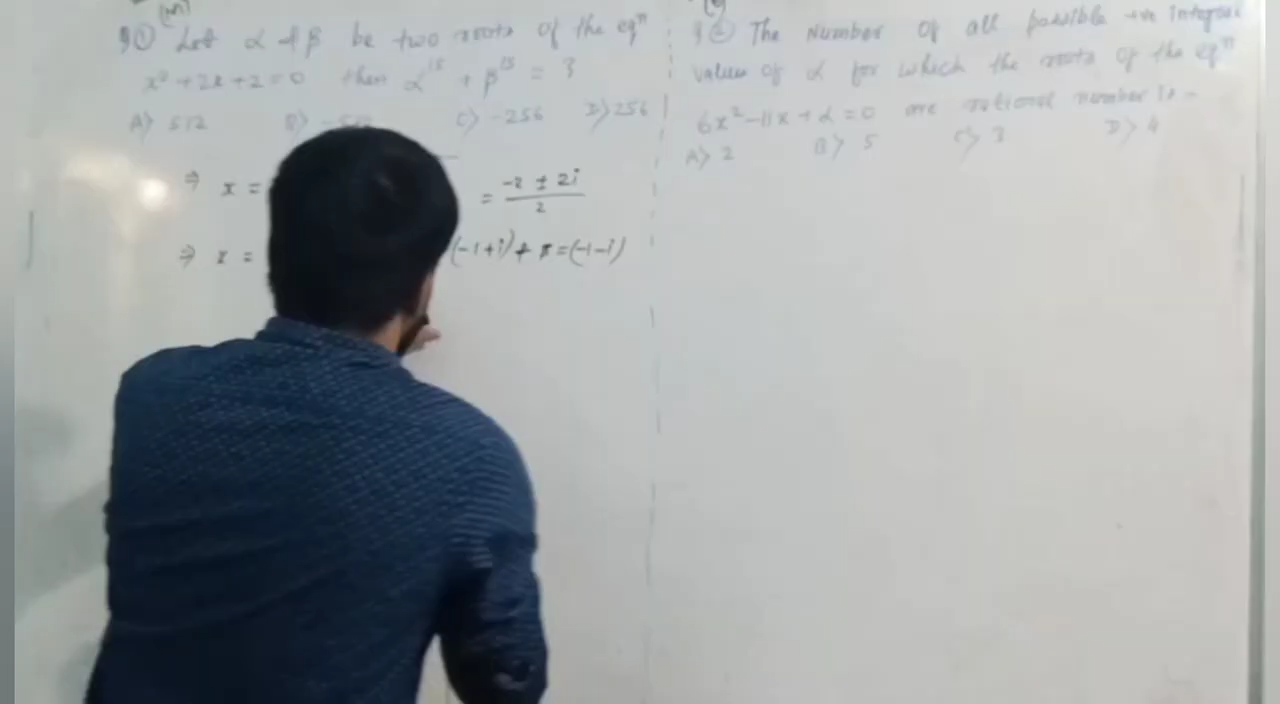 (M)
Q① Let α & β be two roots of the eqⁿ
x² + 2x + 2 = 0 then α¹⁵ + β¹⁵ = ?
A> 512 B> -512 C> -256 D> 256
⇒ x = = -2 ± 2i / 2
⇒ x = (-1+i) + β = (-1-i)
Q② The Number of all possible +ve integral
values of α for which the roots of the eqⁿ
6x² - 11x + α = 0 are rational number is -
A> 2 B> 5 C> 3 D> 4